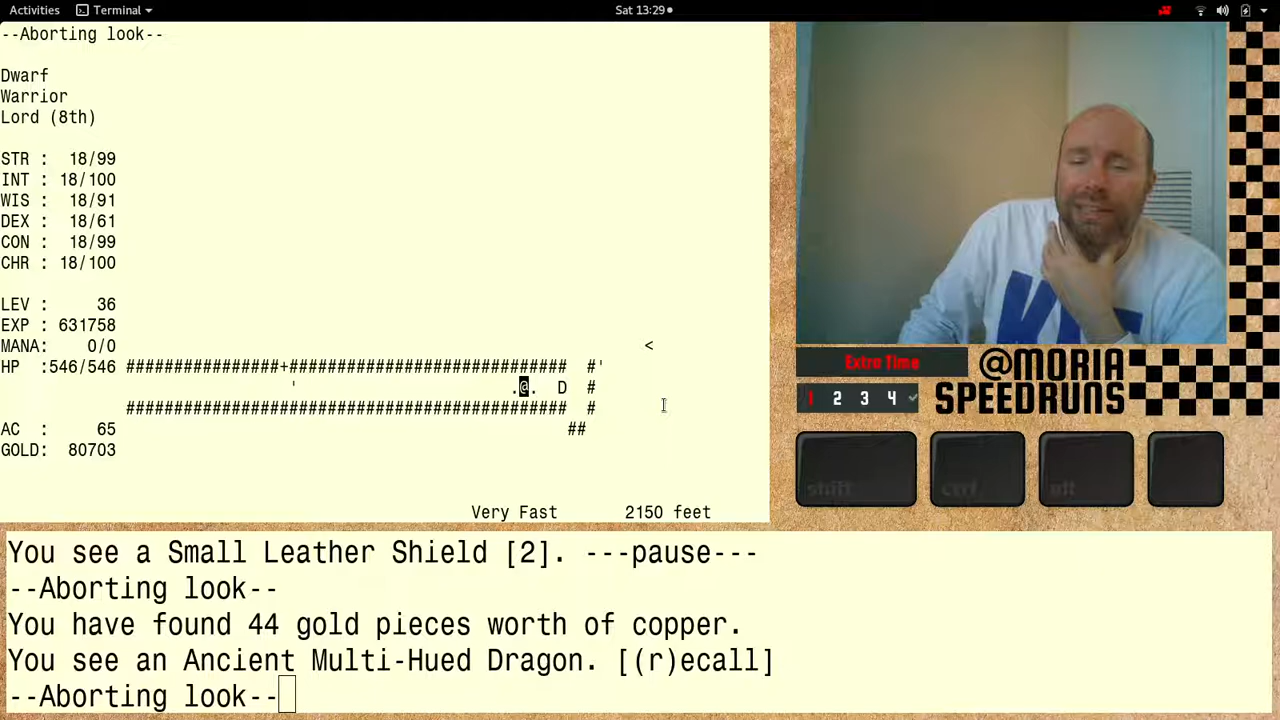 Activities Terminal Sat 13:29
--Aborting look--
Dwarf
Warrior
Lord (8th)
STR : 18/99
INT : 18/100
WIS : 18/91
DEX : 18/61
CON : 18/99
CHR : 18/100
LEV : 36
EXP : 631758
MANA: 0/0
<
HP :546/546 ###############+############################# #'
' .@. D #
############################################## #
##
AC : 65
GOLD: 80703
Very Fast 2150 feet
Extra Time
1 2 3 4
@MORIA
SPEEDRUNS
shift ctrl alt
You see a Small Leather Shield [2]. ---pause---
--Aborting look--
You have found 44 gold pieces worth of copper.
You see an Ancient Multi-Hued Dragon. [(r)ecall]
--Aborting look--